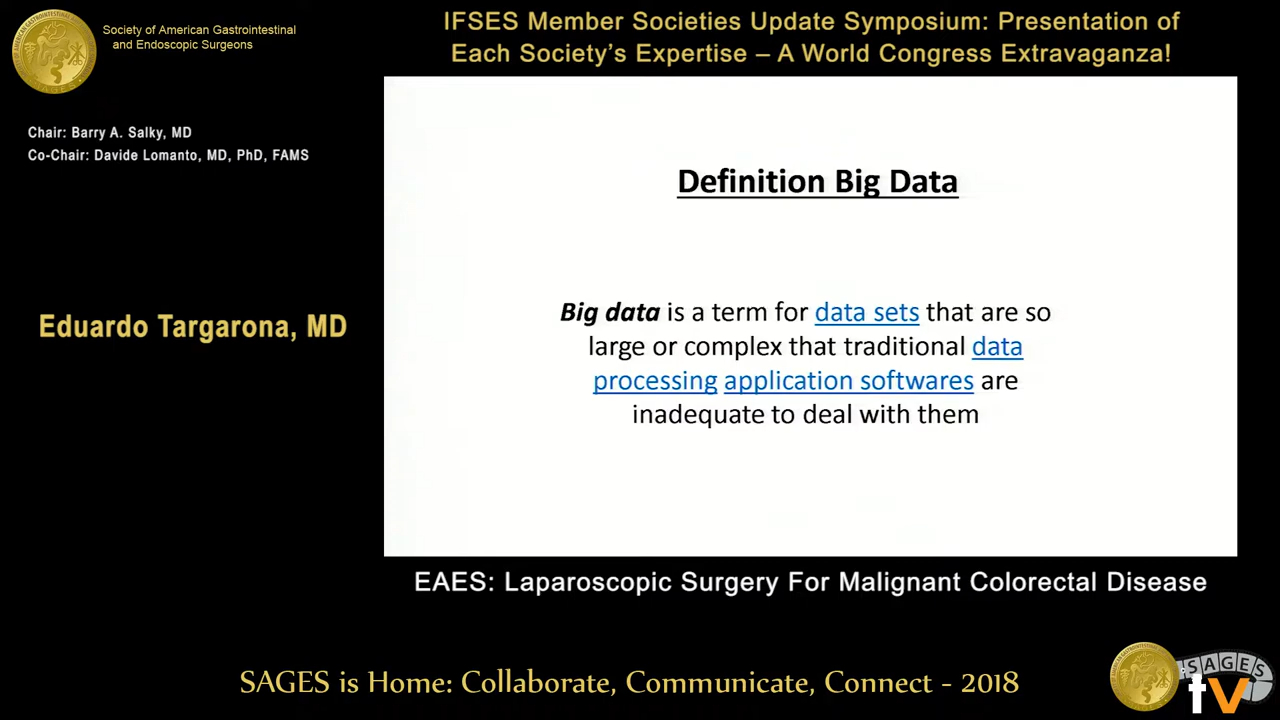 Society of American Gastrointestinal
and Endoscopic Surgeons
IFSES Member Societies Update Symposium: Presentation of
Each Society's Expertise – A World Congress Extravaganza!
Chair: Barry A. Salky, MD
Co-Chair: Davide Lomanto, MD, PhD, FAMS
Eduardo Targarona, MD
Definition Big Data
Big data is a term for data sets that are so
large or complex that traditional data
processing application softwares are
inadequate to deal with them
EAES: Laparoscopic Surgery For Malignant Colorectal Disease
SAGES is Home: Collaborate, Communicate, Connect - 2018
SAGES
tv